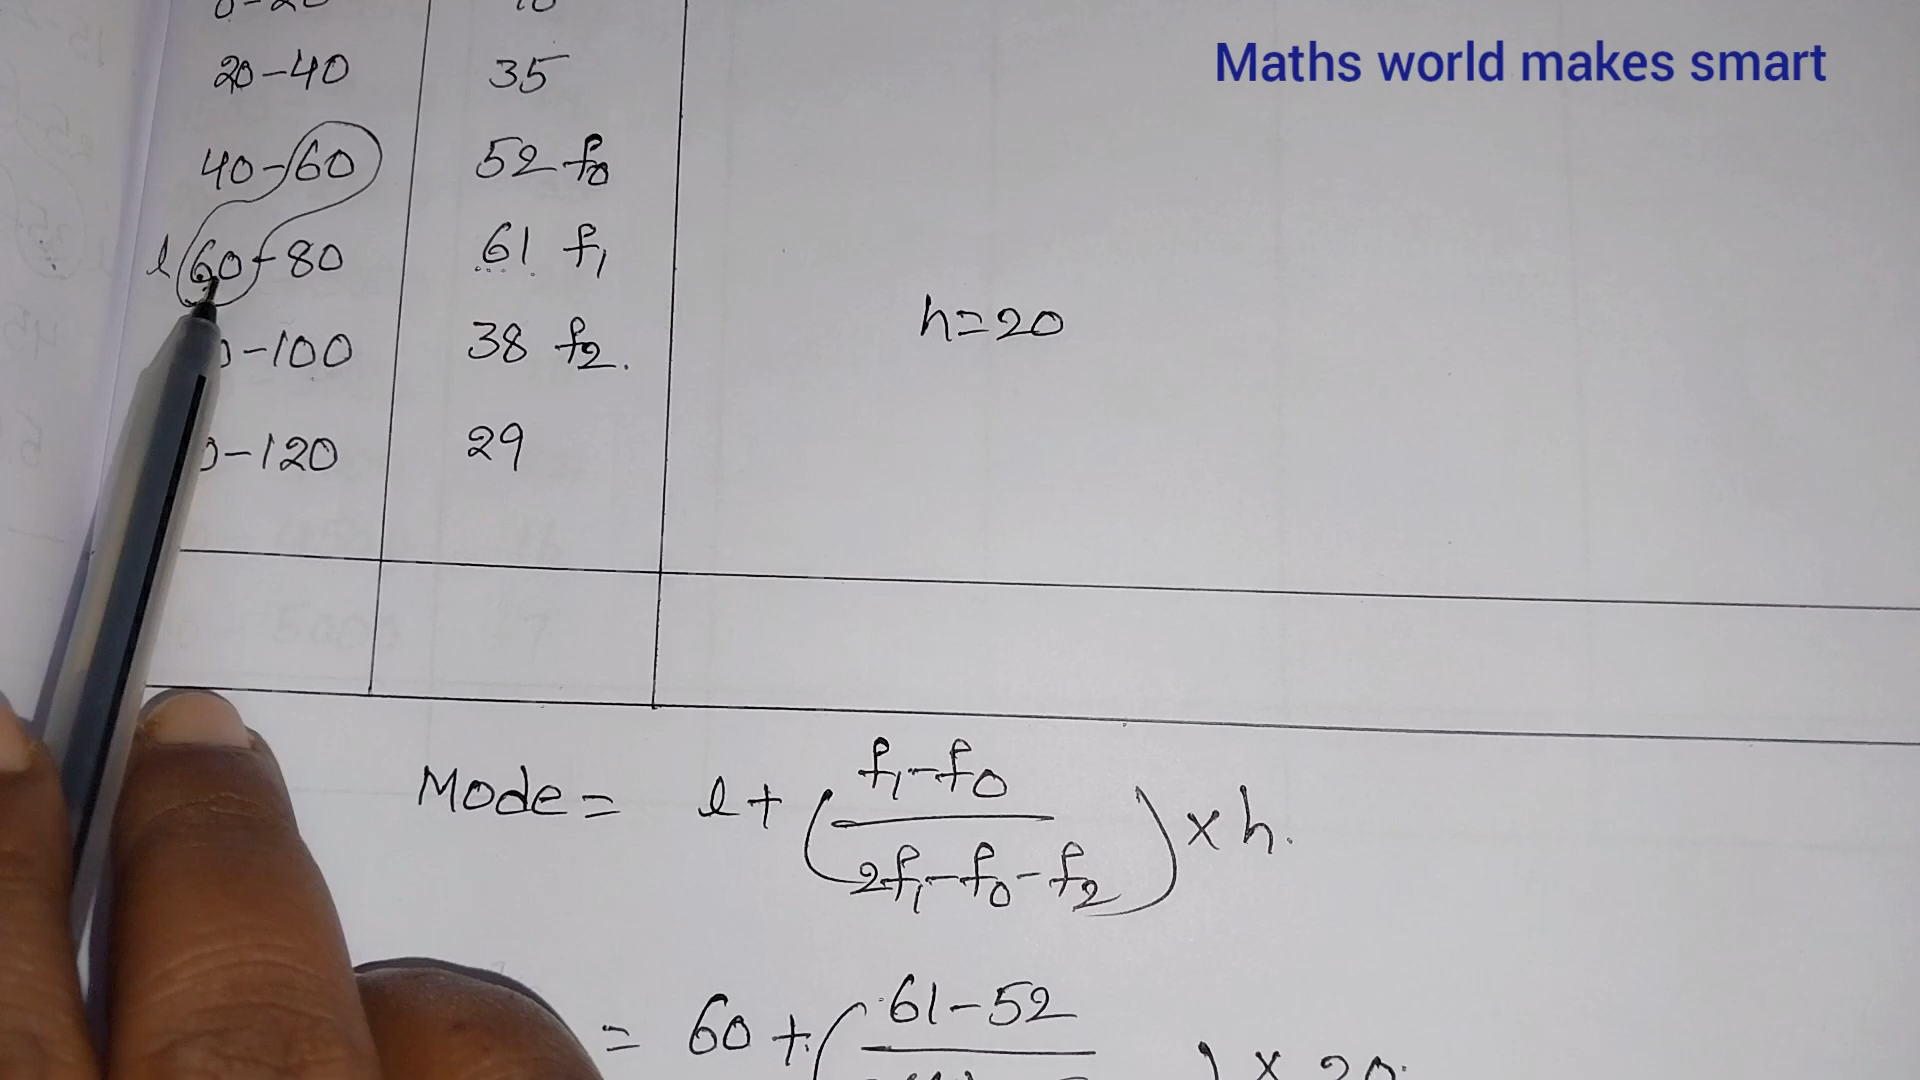 Maths world makes smart
20-40 35
40-60 52 f0
l 60-80 61 f1
h=20
-100 38 f2.
-120 29
Mode = l + ( f1-f0 / 2f1-f0-f2 ) x h.
= 60 + ( 61-52 ) x 20.